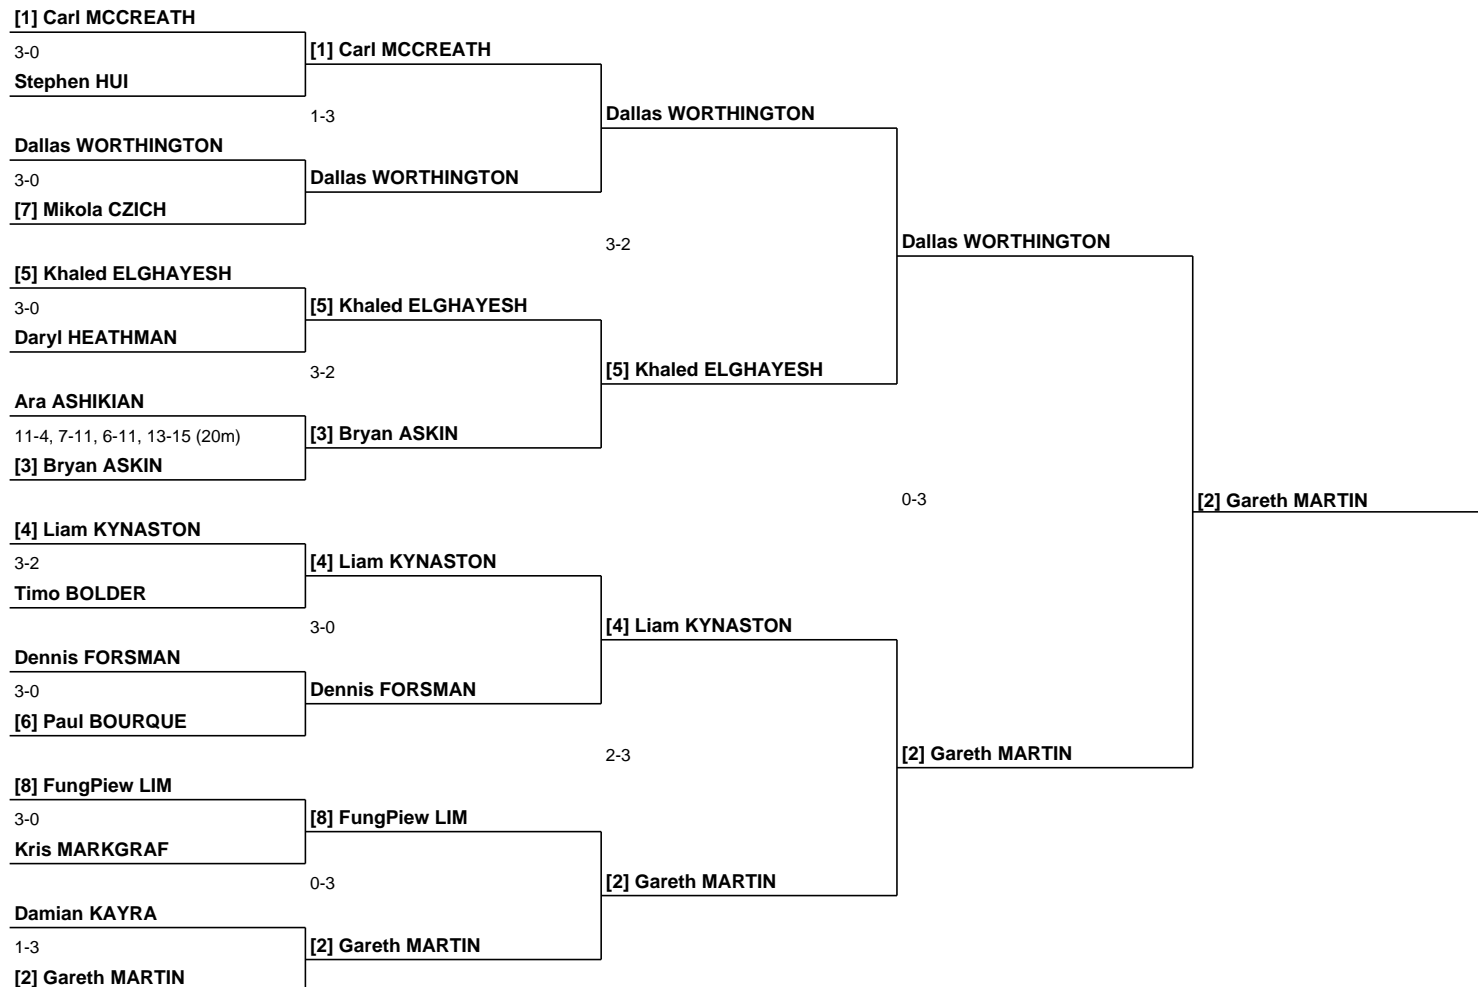 [1] Carl MCCREATH
3-0
Stephen HUI
[1] Carl MCCREATH
1-3
Dallas WORTHINGTON
3-0
[7] Mikola CZICH
Dallas WORTHINGTON
Dallas WORTHINGTON
3-2
[5] Khaled ELGHAYESH
3-0
Daryl HEATHMAN
[5] Khaled ELGHAYESH
3-2
Ara ASHIKIAN
11-4, 7-11, 6-11, 13-15 (20m)
[3] Bryan ASKIN
[3] Bryan ASKIN
[5] Khaled ELGHAYESH
Dallas WORTHINGTON
0-3
[4] Liam KYNASTON
3-2
Timo BOLDER
[4] Liam KYNASTON
3-0
Dennis FORSMAN
3-0
[6] Paul BOURQUE
Dennis FORSMAN
[4] Liam KYNASTON
2-3
[8] FungPiew LIM
3-0
Kris MARKGRAF
[8] FungPiew LIM
0-3
Damian KAYRA
1-3
[2] Gareth MARTIN
[2] Gareth MARTIN
[2] Gareth MARTIN
[2] Gareth MARTIN
[2] Gareth MARTIN